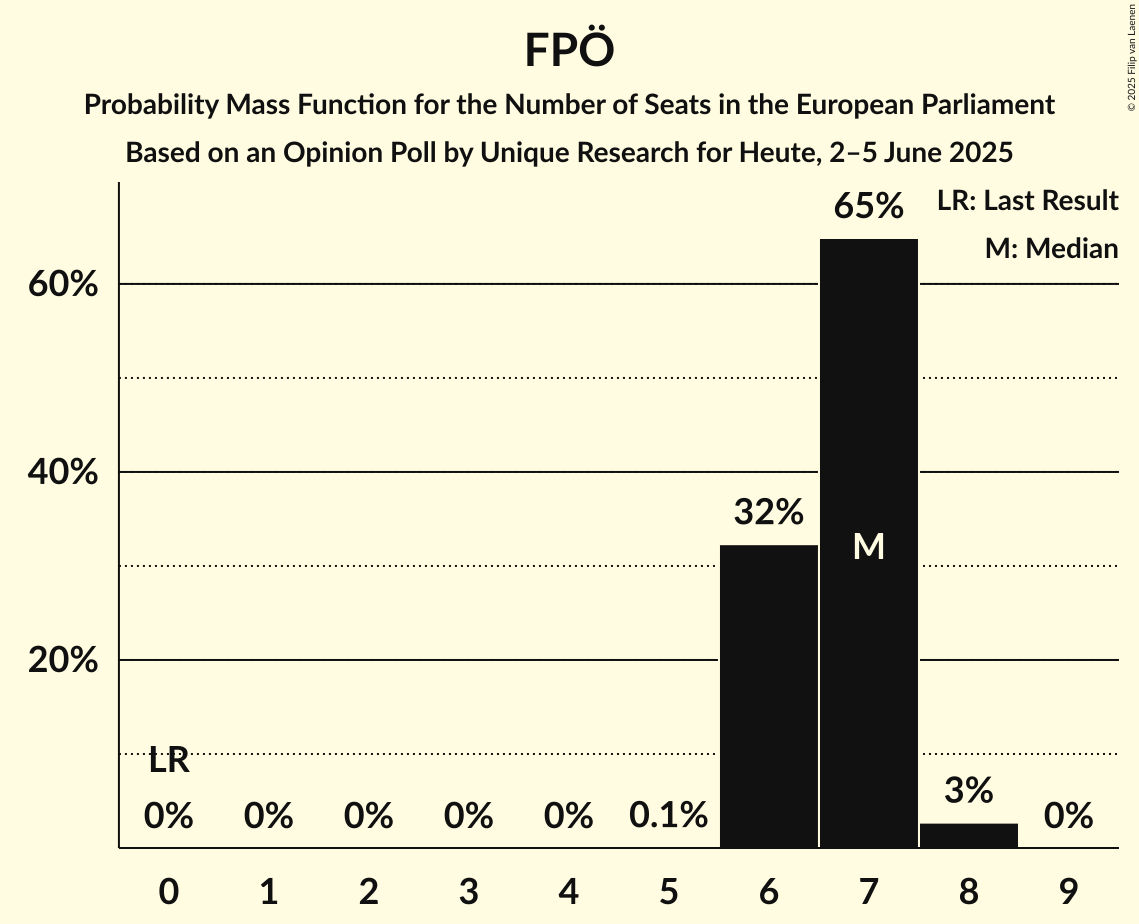 FPÖ
Probability Mass Function for the Number of Seats in the European Parliament
Based on an Opinion Poll by Unique Research for Heute, 2–5 June 2025
© 2025 Filip van Laenen
LR: Last Result
M: Median
65%
60%
40%
32%
M
20%
LR
3%
0% 0% 0% 0% 0% 0.1% 0%
0 1 2 3 4 5 6 7 8 9